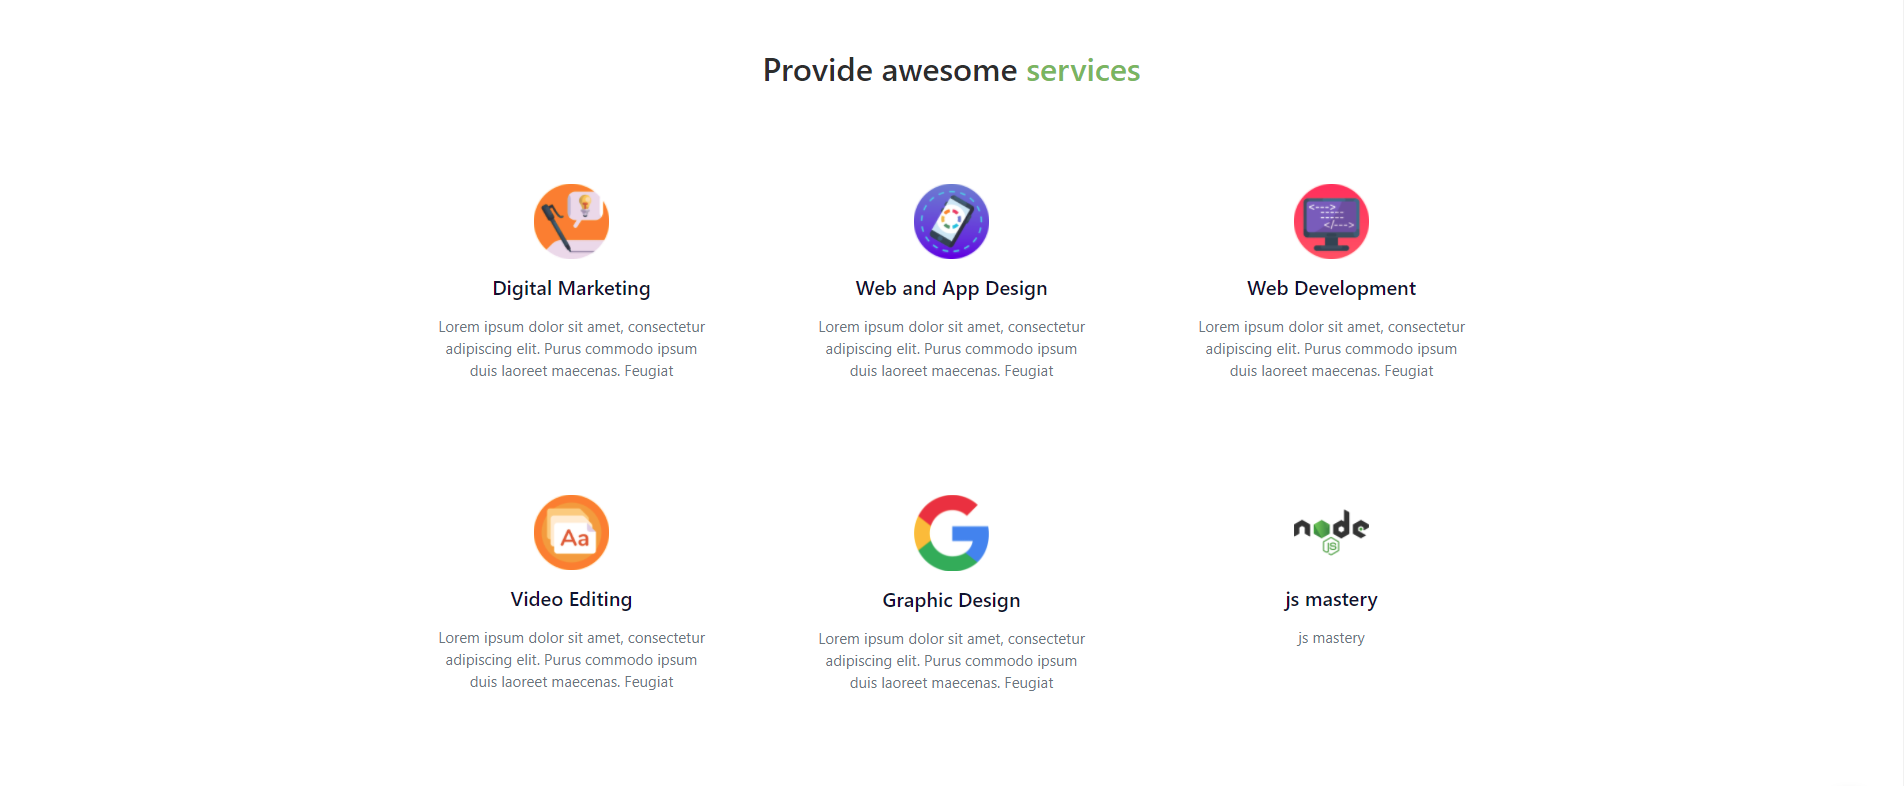 Provide awesome services
Digital Marketing
Lorem ipsum dolor sit amet, consectetur
adipiscing elit. Purus commodo ipsum
duis laoreet maecenas. Feugiat
Web and App Design
Lorem ipsum dolor sit amet, consectetur
adipiscing elit. Purus commodo ipsum
duis laoreet maecenas. Feugiat
<--->
-----
-----
</--->
Web Development
Lorem ipsum dolor sit amet, consectetur
adipiscing elit. Purus commodo ipsum
duis laoreet maecenas. Feugiat
Aa
Video Editing
Lorem ipsum dolor sit amet, consectetur
adipiscing elit. Purus commodo ipsum
duis laoreet maecenas. Feugiat
G
Graphic Design
Lorem ipsum dolor sit amet, consectetur
adipiscing elit. Purus commodo ipsum
duis laoreet maecenas. Feugiat
node
JS
js mastery
js mastery